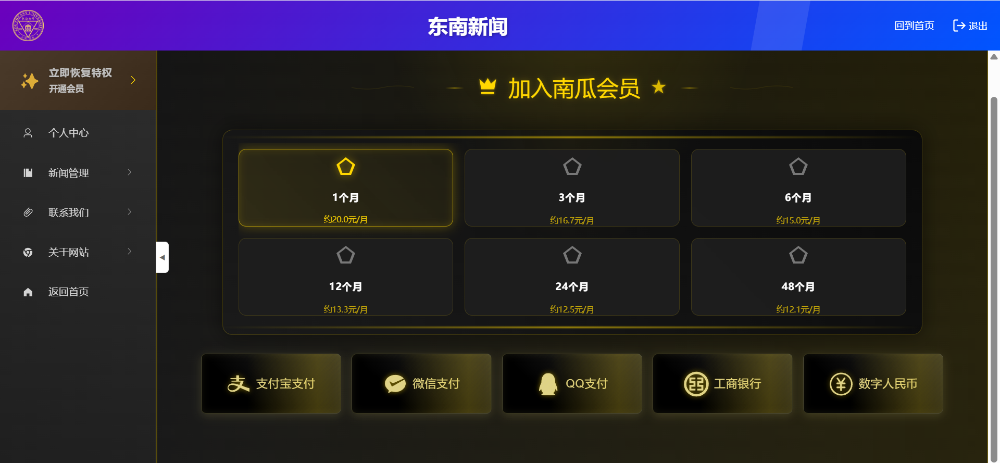 SOUTHEAST UNIVERSITY
东南新闻
回到首页
退出
立即恢复特权
开通会员
个人中心
新闻管理
联系我们
关于网站
返回首页
加入南瓜会员
1个月
约20.0元/月
3个月
约16.7元/月
6个月
约15.0元/月
12个月
约13.3元/月
24个月
约12.5元/月
48个月
约12.1元/月
支付宝支付
微信支付
QQ支付
工商银行
数字人民币